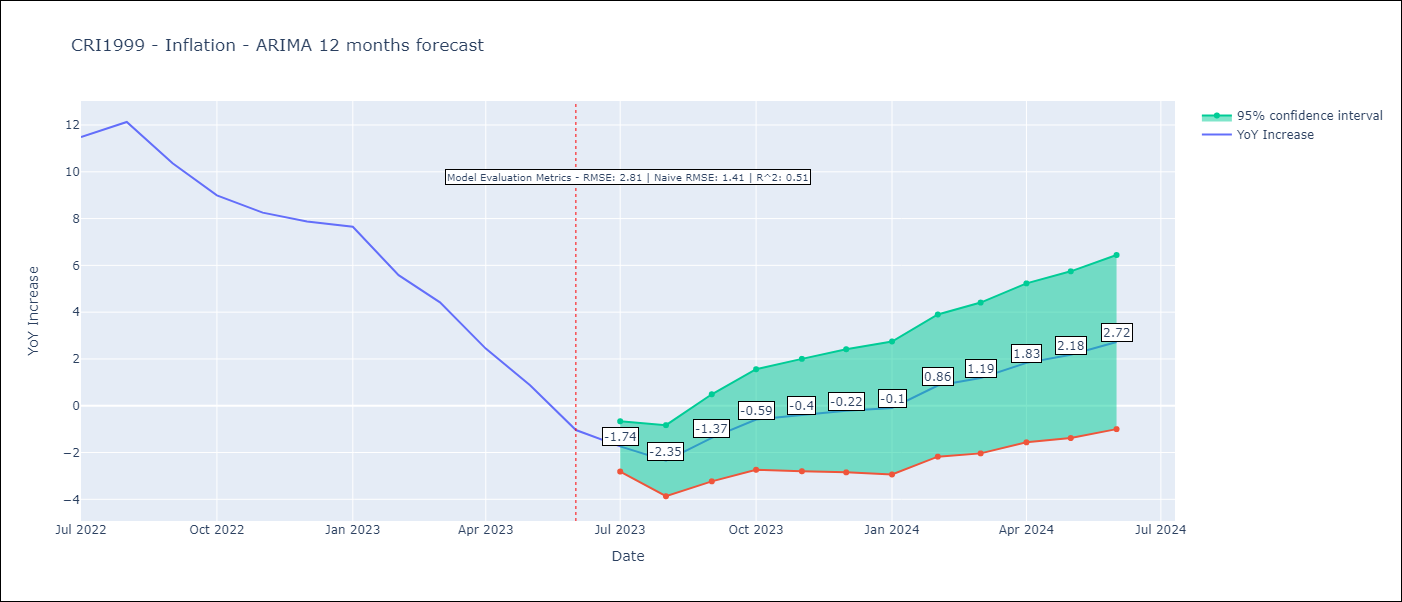 CRI1999 - Inflation - ARIMA 12 months forecast
95% confidence interval
YoY Increase
Model Evaluation Metrics - RMSE: 2.81 | Naive RMSE: 1.41 | R^2: 0.51
YoY Increase
12
10
8
6
4
2
0
−2
−4
-1.74
-2.35
-1.37
-0.59
-0.4
-0.22
-0.1
0.86
1.19
1.83
2.18
2.72
Jul 2022
Oct 2022
Jan 2023
Apr 2023
Jul 2023
Oct 2023
Jan 2024
Apr 2024
Jul 2024
Date